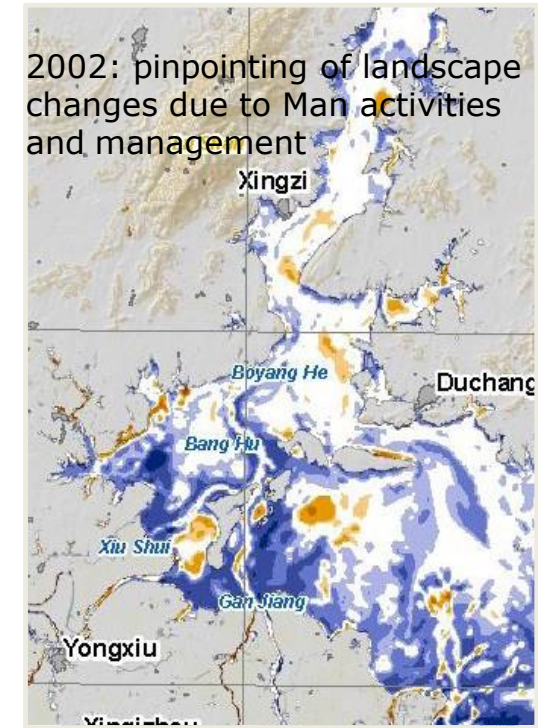 2002: pinpointing of landscape
changes due to Man activities
and management
Xingzi
Boyang He
Duchang
Bang Hu
Xiu Shui
Gan Jiang
Yongxiu